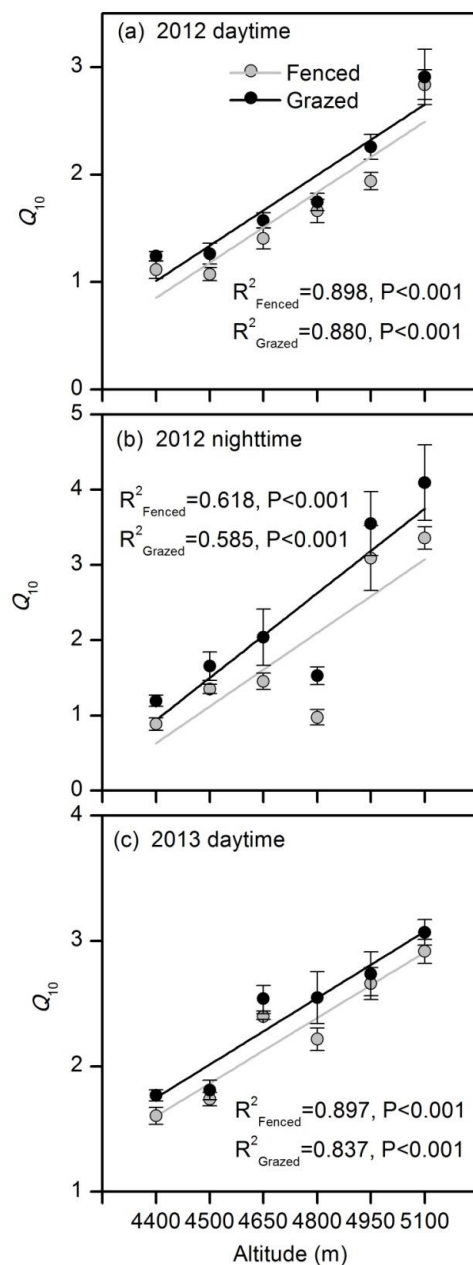 (a) 2012 daytime
Fenced
Grazed
3
2
1
0
Q10
R2Fenced=0.898, P<0.001
R2Grazed=0.880, P<0.001
(b) 2012 nighttime
R2Fenced=0.618, P<0.001
R2Grazed=0.585, P<0.001
5
4
3
2
1
0
Q10
(c) 2013 daytime
4
3
2
1
Q10
R2Fenced=0.897, P<0.001
R2Grazed=0.837, P<0.001
4400 4500 4650 4800 4950 5100
Altitude (m)